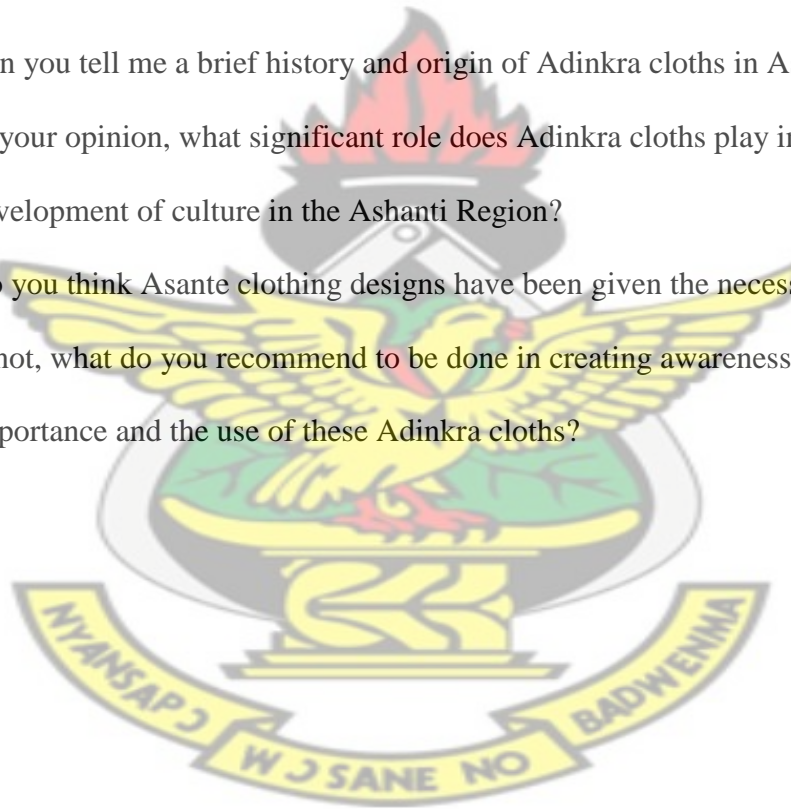 n you tell me a brief history and origin of Adinkra cloths in A
your opinion, what significant role does Adinkra cloths play in
velopment of culture in the Ashanti Region?
o you think Asante clothing designs have been given the necess
not, what do you recommend to be done in creating awareness
portance and the use of these Adinkra cloths?
NYANSAPƆ
WƆSANE NO
BADWENMA